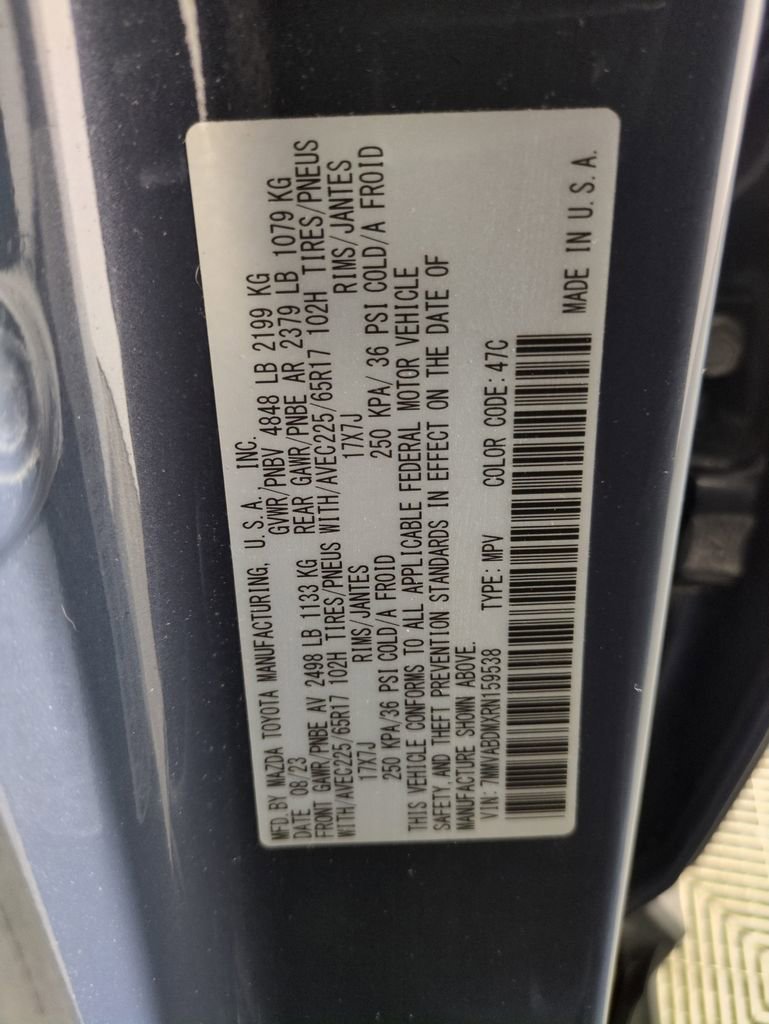 MFD. BY MAZDA TOYOTA MANUFACTURING, U.S.A. INC.
DATE 08/23 GVWR/PNBV 4848 LB 2199 KG
FRONT GAWR/PNBE AV 2498 LB 1133 KG REAR GAWR/PNBE AR 2379 LB 1079 KG
WITH/AVEC225/65R17 102H TIRES/PNEUS WITH/AVEC225/65R17 102H TIRES/PNEUS
17X7J RIMS/JANTES 17X7J RIMS/JANTES
250 KPA/36 PSI COLD/A FROID 250 KPA/ 36 PSI COLD/A FROID
THIS VEHICLE CONFORMS TO ALL APPLICABLE FEDERAL MOTOR VEHICLE
SAFETY,AND THEFT PREVENTION STANDARDS IN EFFECT ON THE DATE OF
MANUFACTURE SHOWN ABOVE.
VIN: 7MMVABDMXRN159538 TYPE: MPV COLOR CODE: 47C
MADE IN U.S.A.